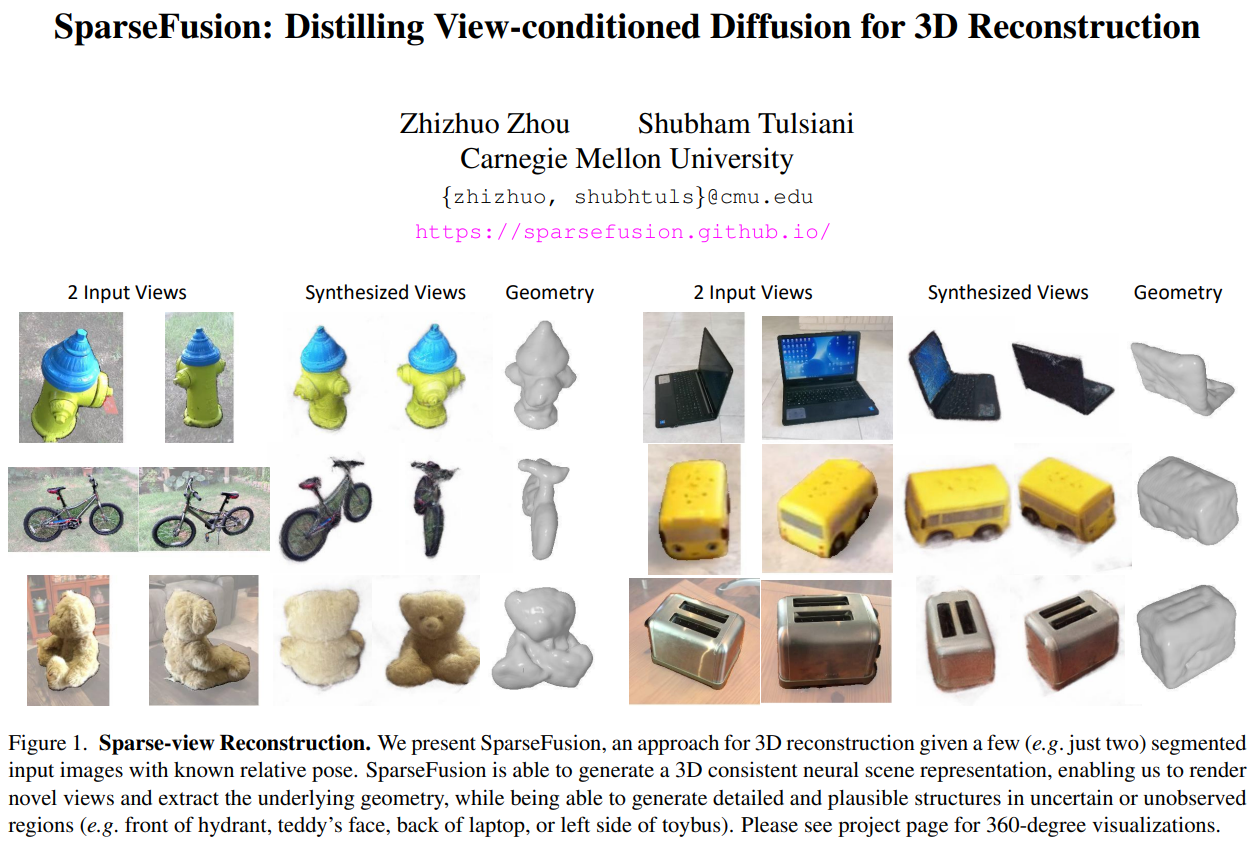 SparseFusion: Distilling View-conditioned Diffusion for 3D Reconstruction
Zhizhuo Zhou Shubham Tulsiani
Carnegie Mellon University
{zhizhuo, shubhtuls}@cmu.edu
https://sparsefusion.github.io/
2 Input Views Synthesized Views Geometry 2 Input Views Synthesized Views Geometry
Figure 1. Sparse-view Reconstruction. We present SparseFusion, an approach for 3D reconstruction given a few (e.g. just two) segmented
input images with known relative pose. SparseFusion is able to generate a 3D consistent neural scene representation, enabling us to render
novel views and extract the underlying geometry, while being able to generate detailed and plausible structures in uncertain or unobserved
regions (e.g. front of hydrant, teddy's face, back of laptop, or left side of toybus). Please see project page for 360-degree visualizations.